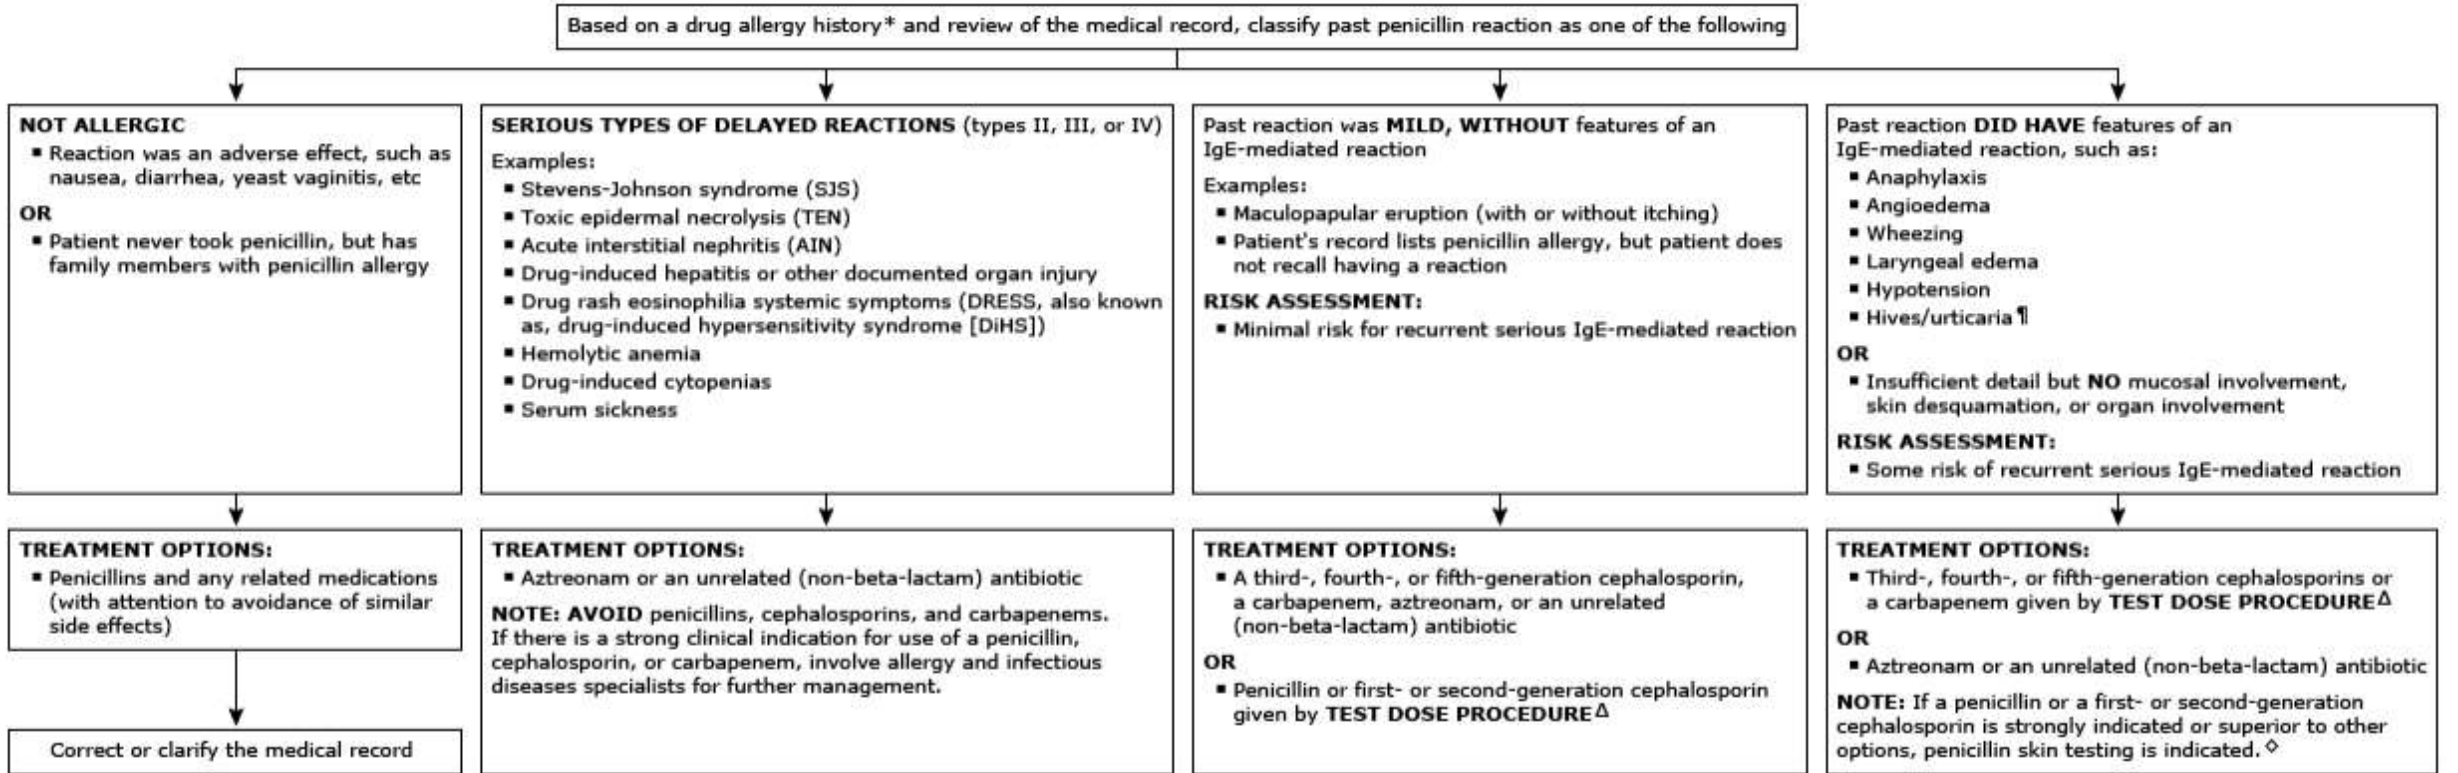 Based on a drug allergy history* and review of the medical record, classify past penicillin reaction as one of the following
NOT ALLERGIC
▪ Reaction was an adverse effect, such as
nausea, diarrhea, yeast vaginitis, etc
OR
▪ Patient never took penicillin, but has
family members with penicillin allergy
SERIOUS TYPES OF DELAYED REACTIONS (types II, III, or IV)
Examples:
▪ Stevens-Johnson syndrome (SJS)
▪ Toxic epidermal necrolysis (TEN)
▪ Acute interstitial nephritis (AIN)
▪ Drug-induced hepatitis or other documented organ injury
▪ Drug rash eosinophilia systemic symptoms (DRESS, also known
as, drug-induced hypersensitivity syndrome [DiHS])
▪ Hemolytic anemia
▪ Drug-induced cytopenias
▪ Serum sickness
Past reaction was MILD, WITHOUT features of an
IgE-mediated reaction
Examples:
▪ Maculopapular eruption (with or without itching)
▪ Patient's record lists penicillin allergy, but patient does
not recall having a reaction
RISK ASSESSMENT:
▪ Minimal risk for recurrent serious IgE-mediated reaction
Past reaction DID HAVE features of an
IgE-mediated reaction, such as:
▪ Anaphylaxis
▪ Angioedema
▪ Wheezing
▪ Laryngeal edema
▪ Hypotension
▪ Hives/urticaria¶
OR
▪ Insufficient detail but NO mucosal involvement,
skin desquamation, or organ involvement
RISK ASSESSMENT:
▪ Some risk of recurrent serious IgE-mediated reaction
TREATMENT OPTIONS:
▪ Penicillins and any related medications
(with attention to avoidance of similar
side effects)
Correct or clarify the medical record
TREATMENT OPTIONS:
▪ Aztreonam or an unrelated (non-beta-lactam) antibiotic
NOTE: AVOID penicillins, cephalosporins, and carbapenems.
If there is a strong clinical indication for use of a penicillin,
cephalosporin, or carbapenem, involve allergy and infectious
diseases specialists for further management.
TREATMENT OPTIONS:
▪ A third-, fourth-, or fifth-generation cephalosporin,
a carbapenem, aztreonam, or an unrelated
(non-beta-lactam) antibiotic
OR
▪ Penicillin or first- or second-generation cephalosporin
given by TEST DOSE PROCEDUREΔ
TREATMENT OPTIONS:
▪ Third-, fourth-, or fifth-generation cephalosporins or
a carbapenem given by TEST DOSE PROCEDUREΔ
OR
▪ Aztreonam or an unrelated (non-beta-lactam) antibiotic
NOTE: If a penicillin or a first- or second-generation
cephalosporin is strongly indicated or superior to other
options, penicillin skin testing is indicated.◇